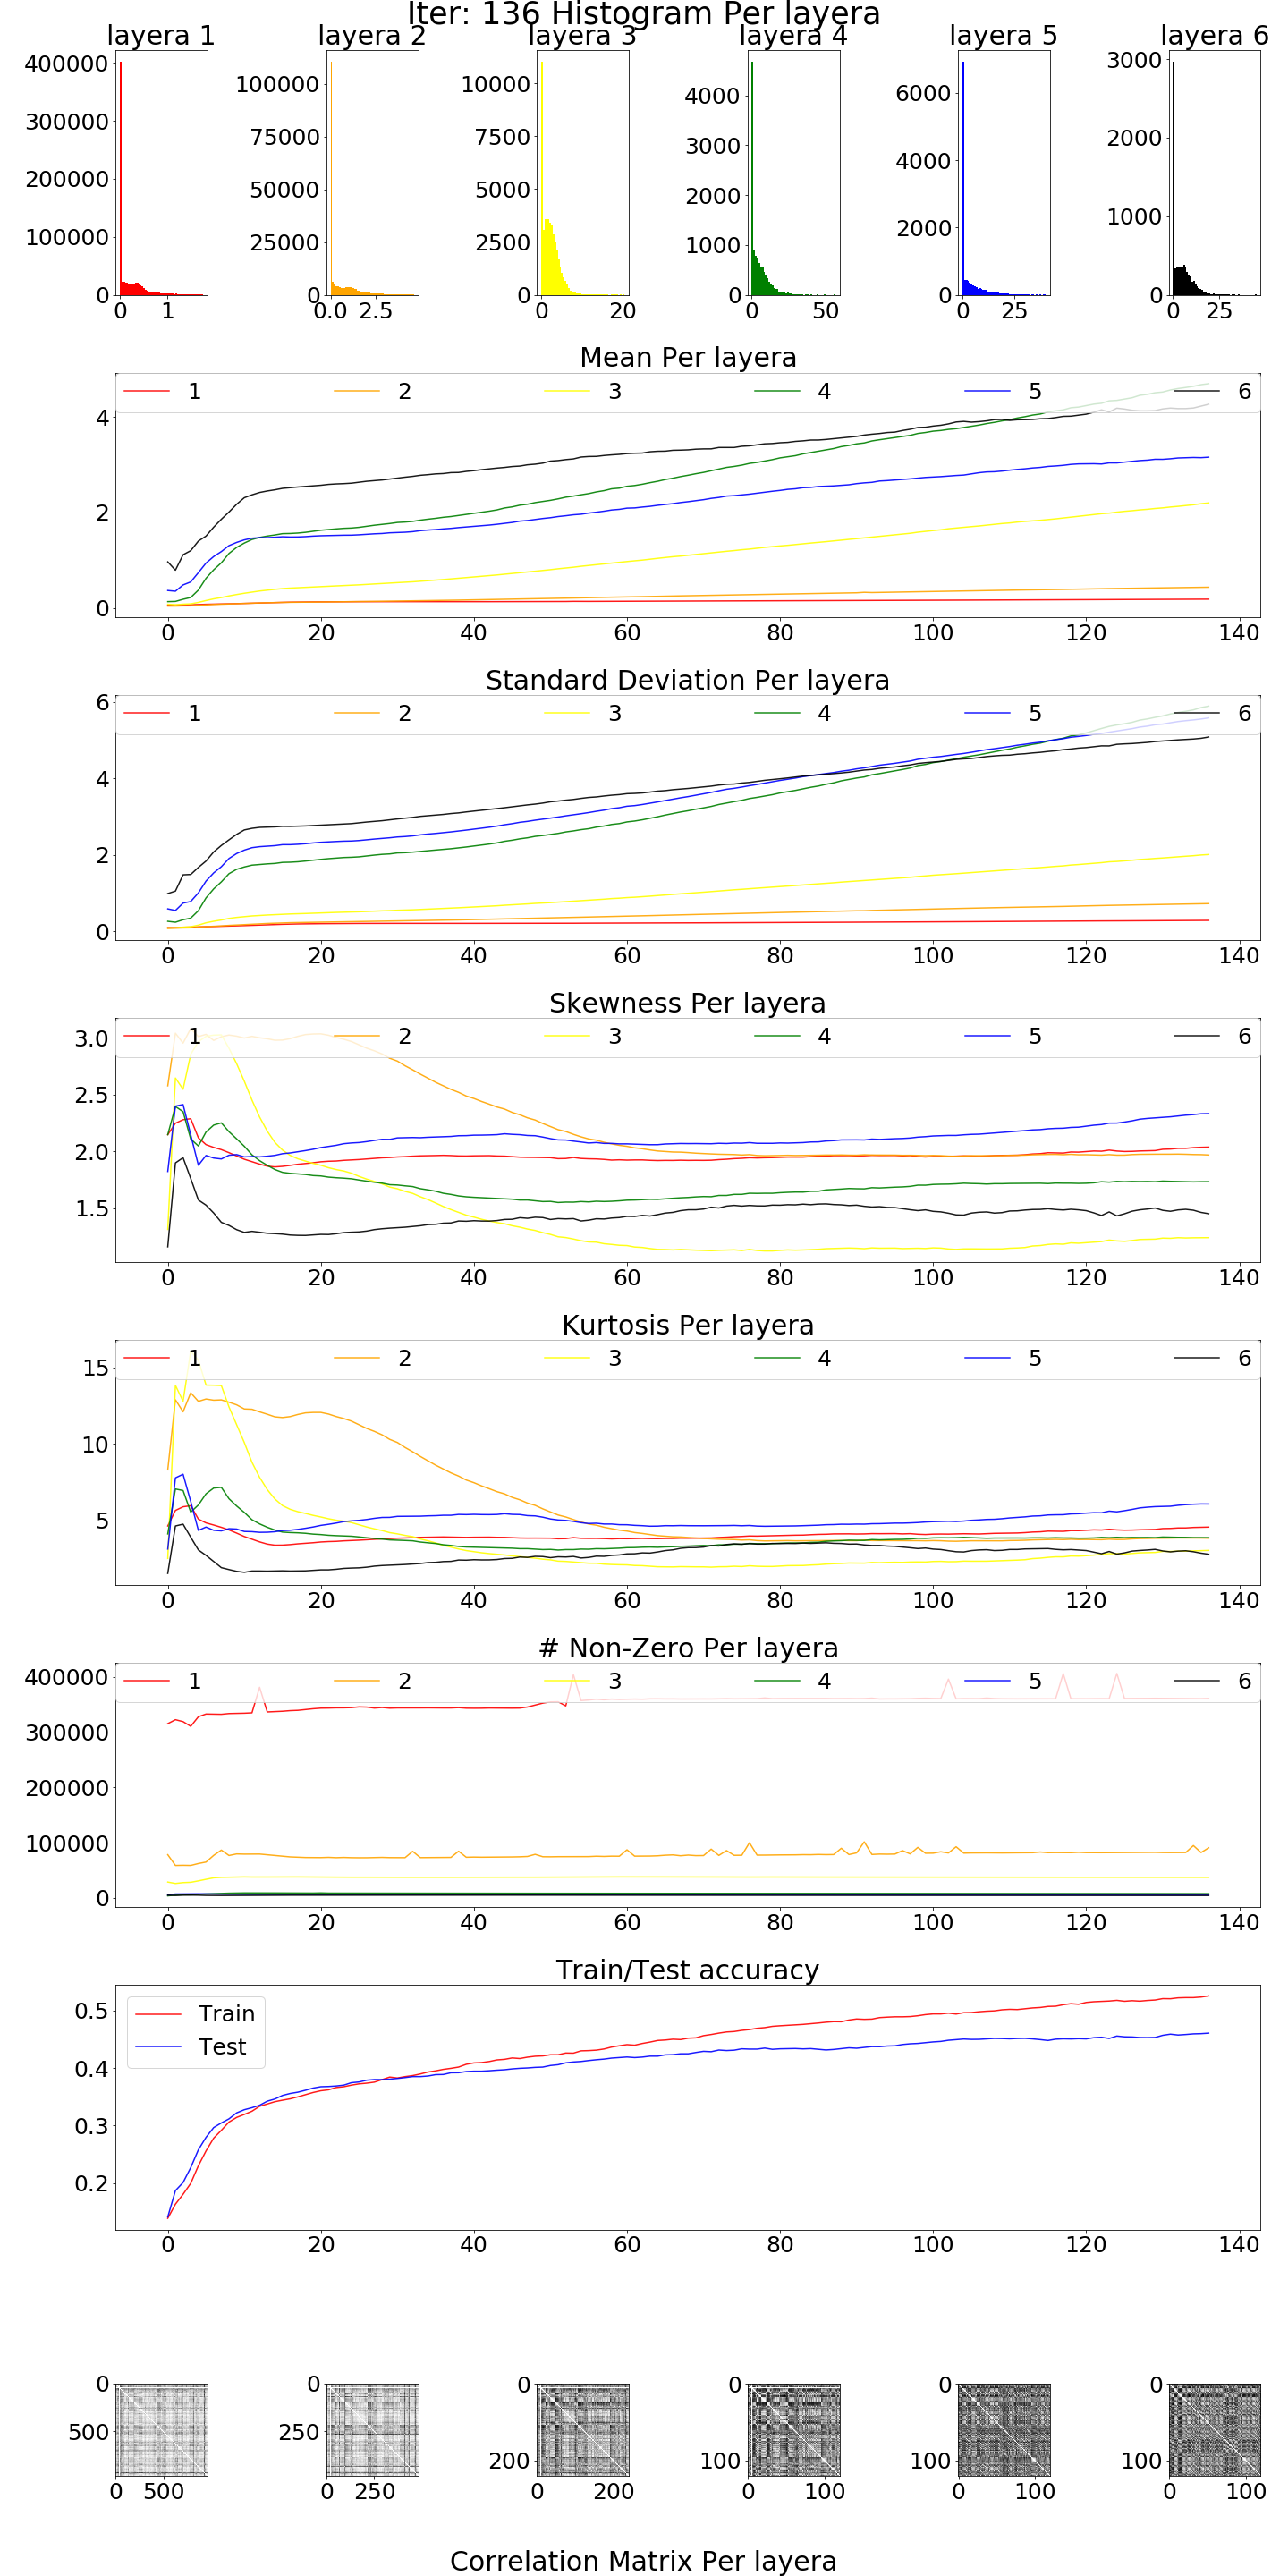 Iter: 136 Histogram Per layera
layera 1 layera 2 layera 3 layera 4 layera 5 layera 6
400000 300000 200000 100000 0
0 1
100000 75000 50000 25000 0
0.0 2.5
10000 7500 5000 2500 0
0 20
4000 3000 2000 1000 0
0 50
6000 4000 2000 0
0 25
3000 2000 1000 0
0 25
Mean Per layera
1 2 3 4 5 6
4
2
0
0 20 40 60 80 100 120 140
Standard Deviation Per layera
6
1 2 3 4 5 6
4
2
0
0 20 40 60 80 100 120 140
Skewness Per layera
3.0 1 2 3 4 5 6
2.5
2.0
1.5
0 20 40 60 80 100 120 140
Kurtosis Per layera
15 1 2 3 4 5 6
10
5
0 20 40 60 80 100 120 140
# Non-Zero Per layera
400000 1 2 3 4 5 6
300000
200000
100000
0
0 20 40 60 80 100 120 140
Train/Test accuracy
0.5 Train
Test
0.4
0.3
0.2
0 20 40 60 80 100 120 140
0 500
0 500
0 250
0 250
0 200
0 200
0 100
0 100
0 100
0 100
0 100
0 100
Correlation Matrix Per layera